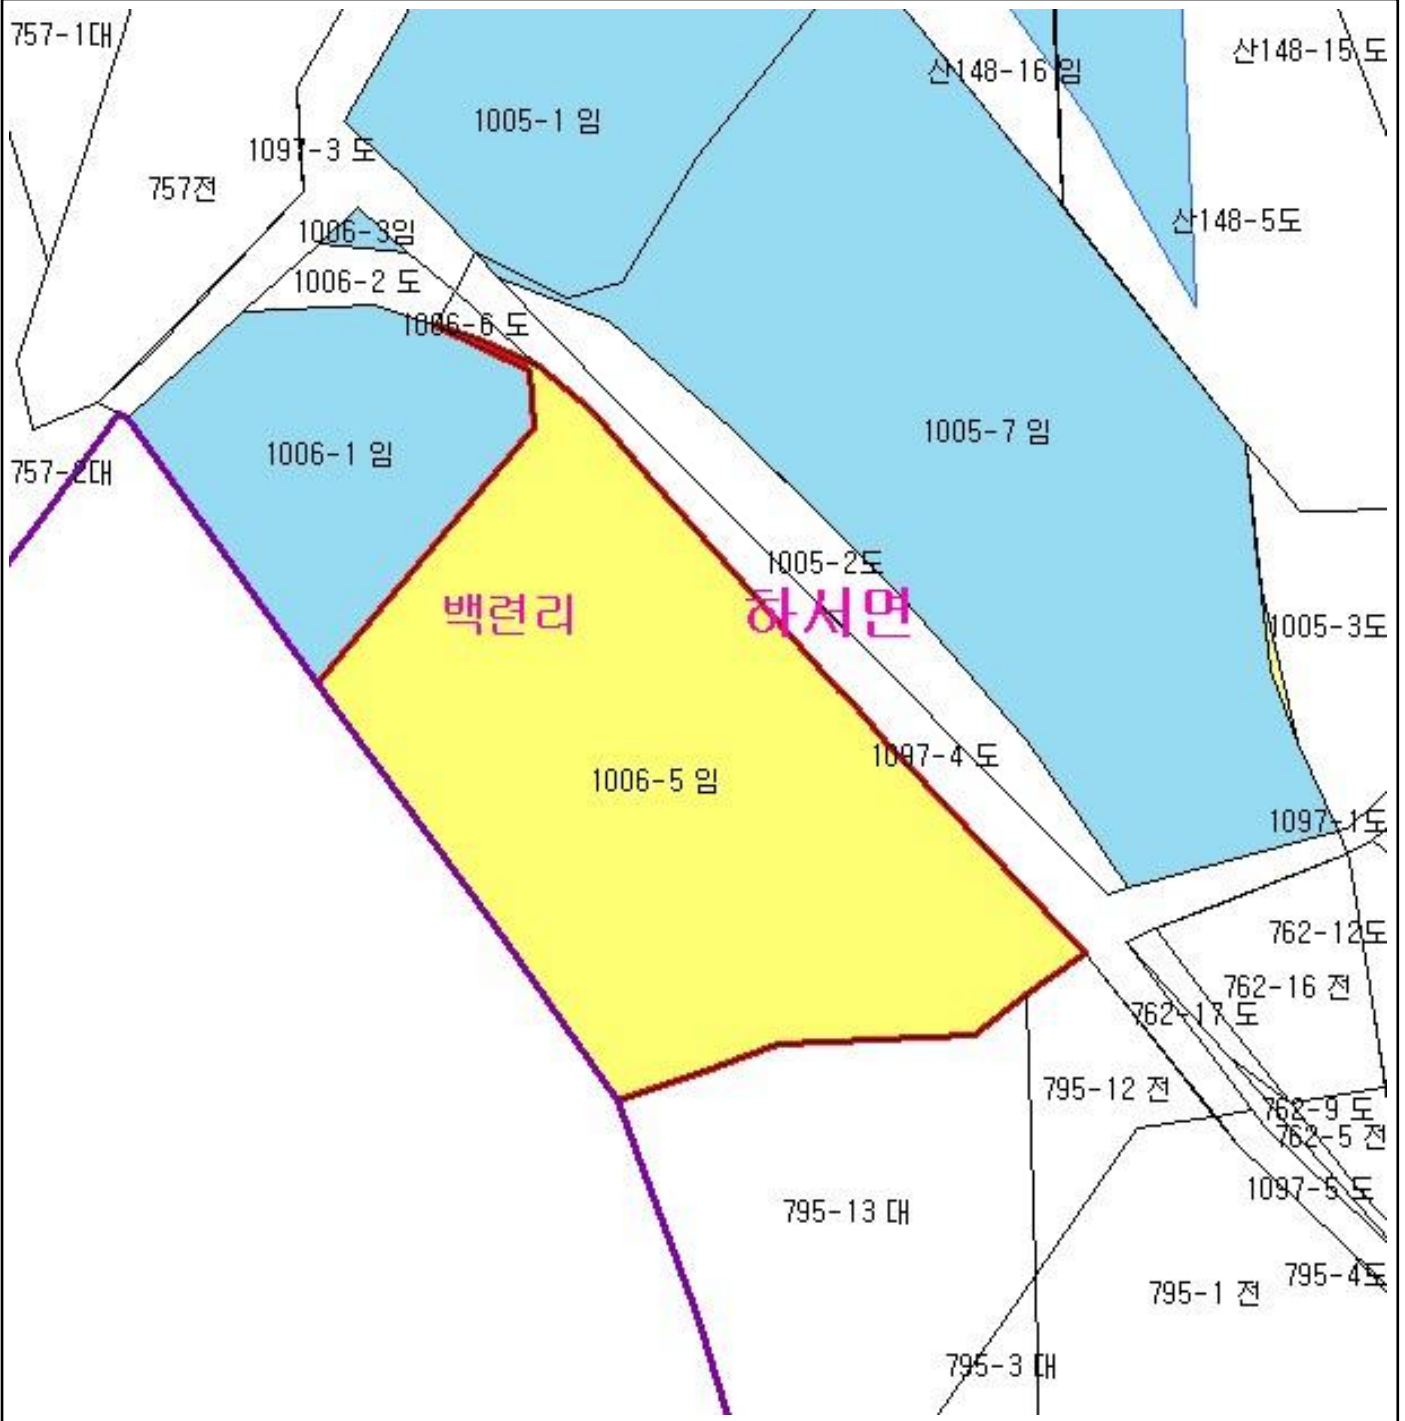 757-1대
산148-15 도
산148-16 임
1005-1 임
1097-3 도
757전
산148-5도
1006-3임
1006-2 도
1006-6 도
1005-7 임
1006-1 임
757-2대
1005-2도
백련리
하서면
1005-3도
1097-4 도
1006-5 임
1097-1도
762-12도
762-16 전
762-17 도
795-12 전
762-9 도
762-5 전
1097-5 도
795-13 대
795-4도
795-1 전
795-3 대